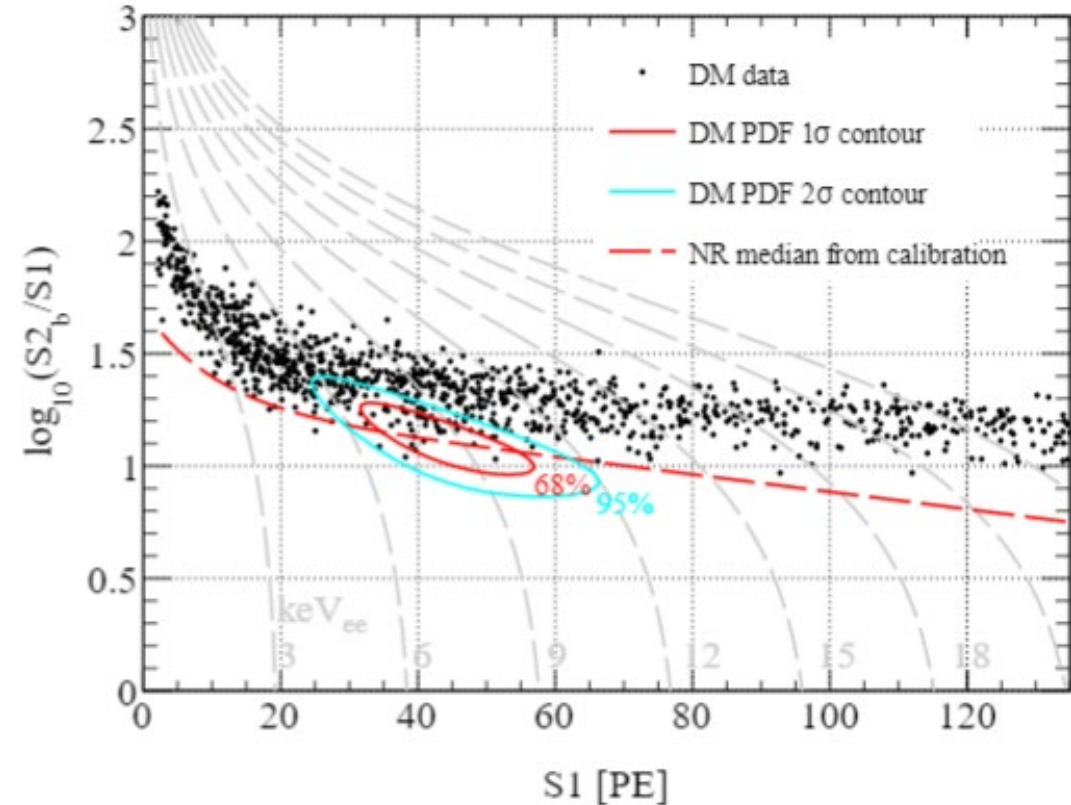 3
2.5
2
1.5
1
0.5
0
log₁₀(S2_b/S1)
DM data
DM PDF 1σ contour
DM PDF 2σ contour
NR median from calibration
68%
95%
keV_ee
3 6 9 12 15 18
0 20 40 60 80 100 120
S1 [PE]